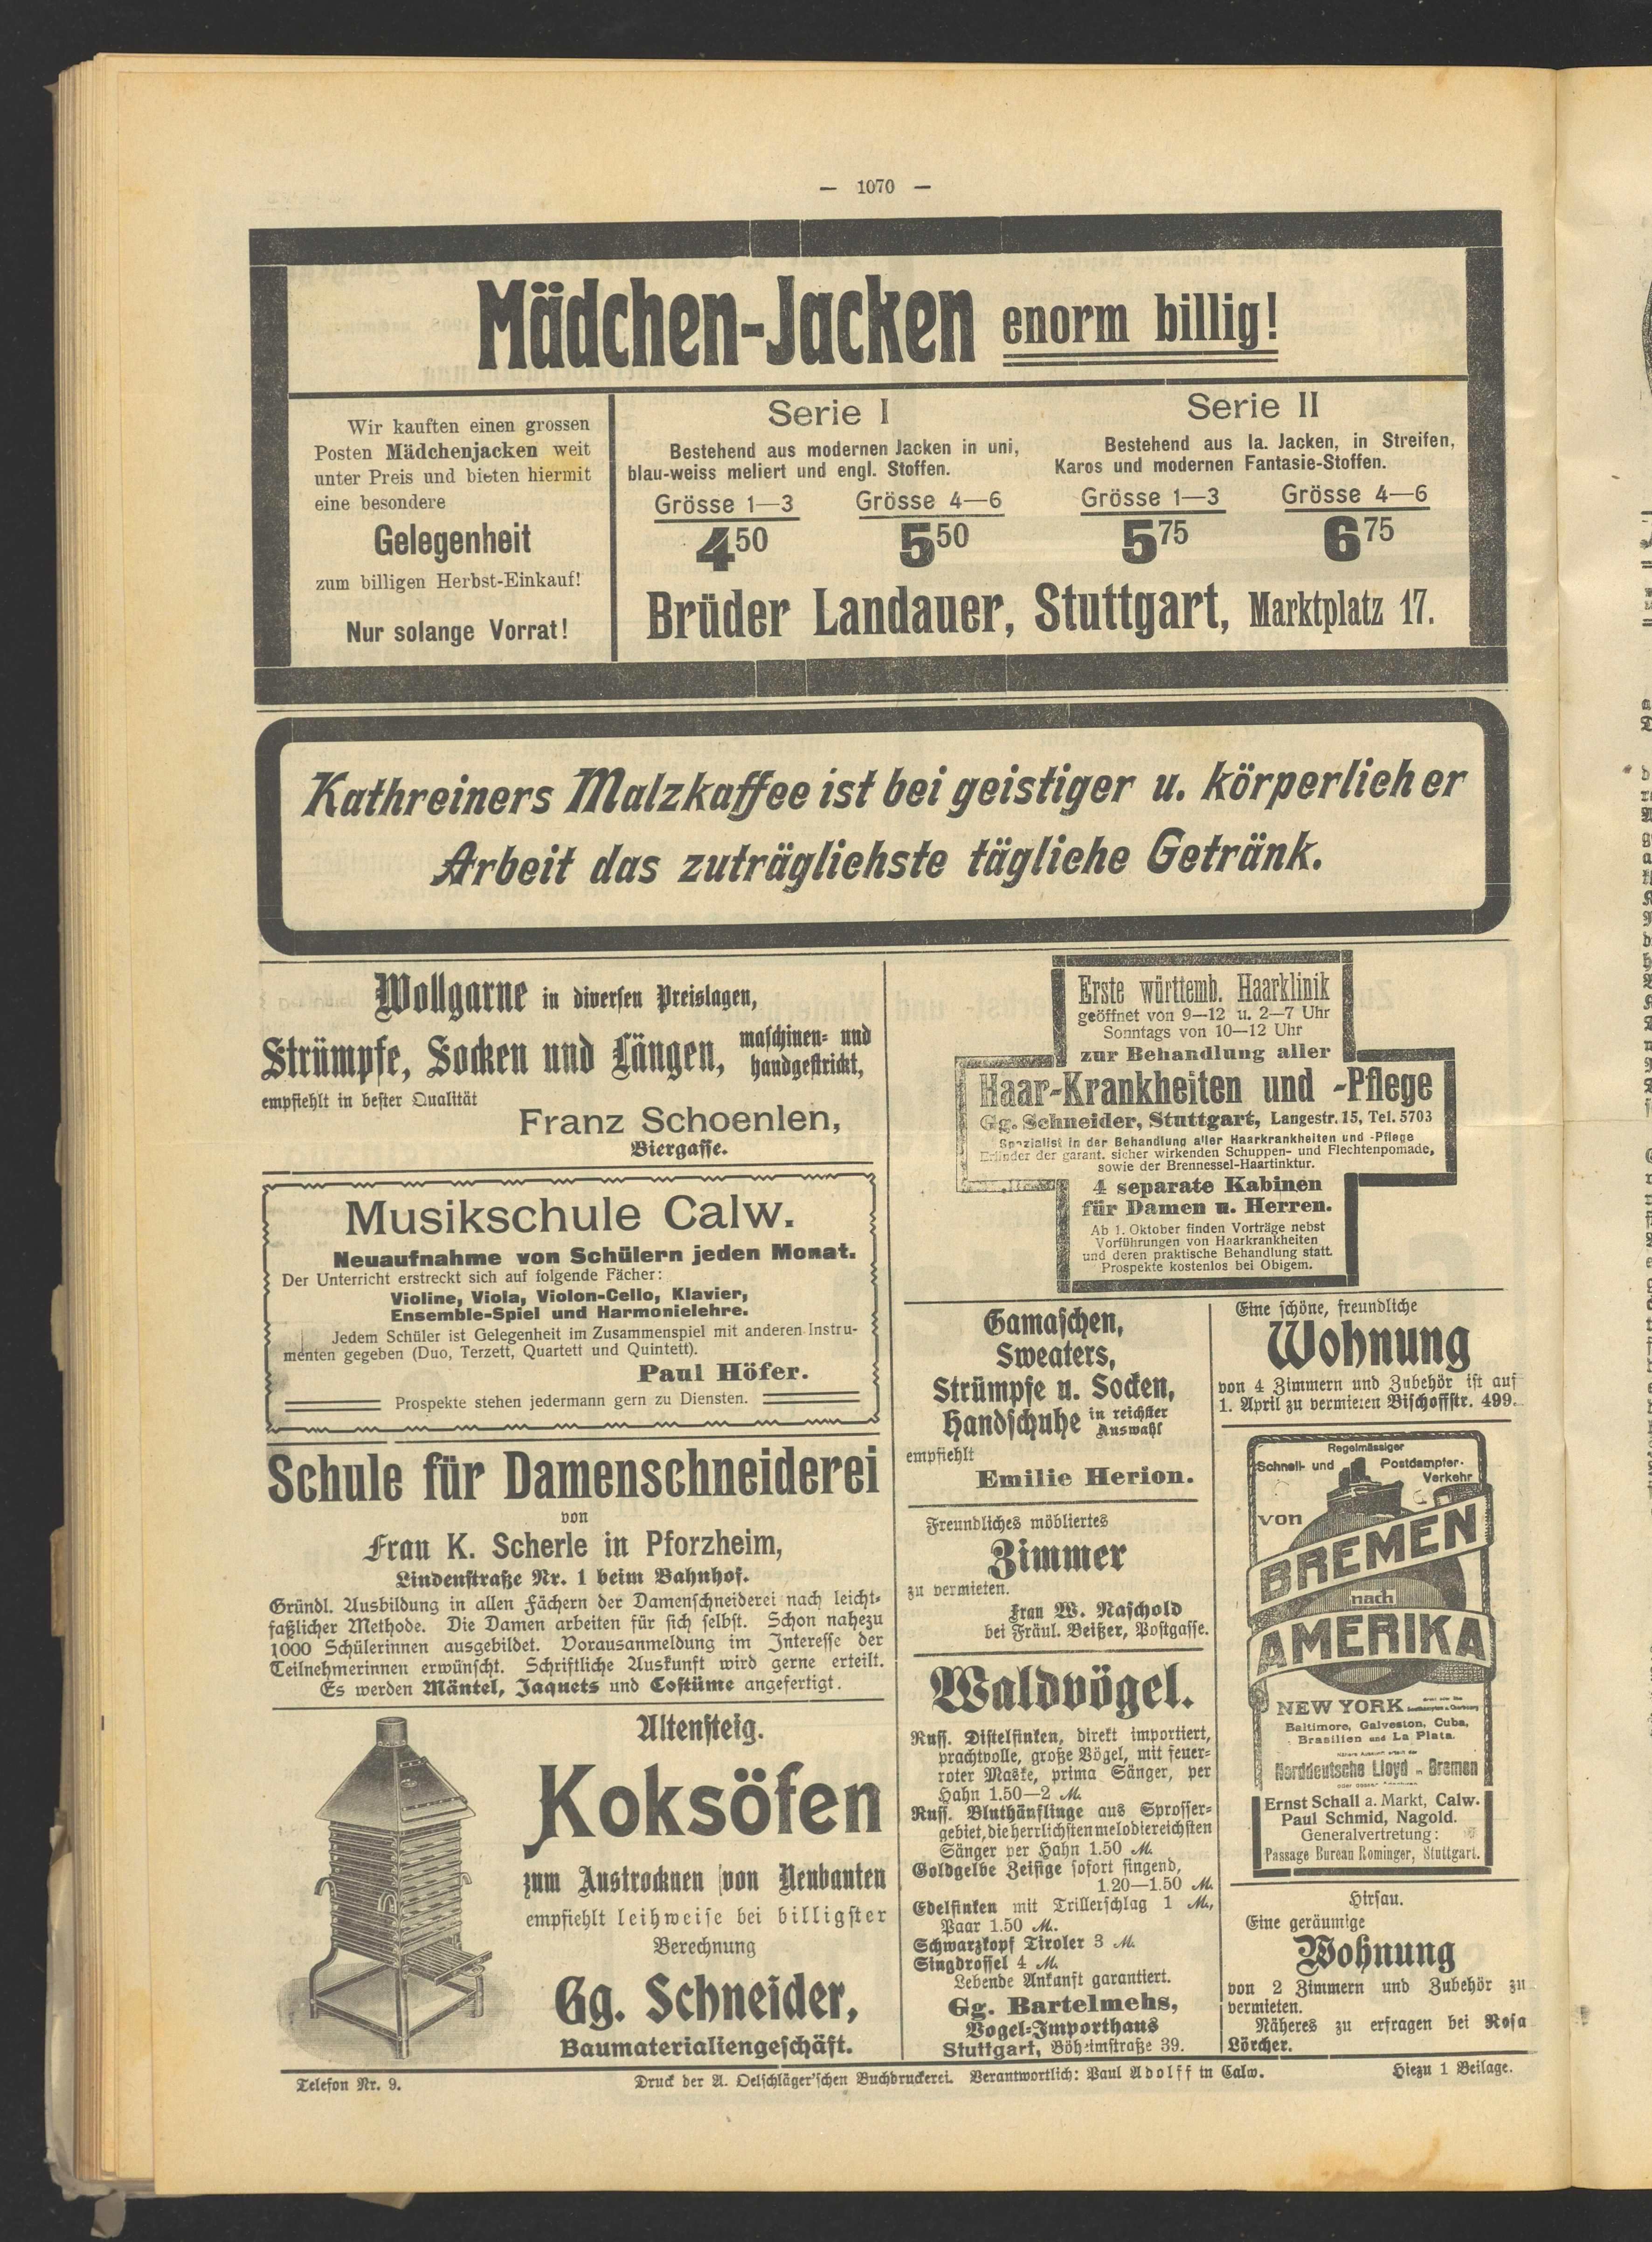 — 1070 —
Mädchen-Jacken enorm billig!
Wir kauften einen grossen
Posten Mädchenjacken weit
unter Preis und bieten hiermit
eine besondere
Gelegenheit
zum billigen Herbst-Einkauf!
Nur solange Vorrat!
Serie I
Bestehend aus modernen Jacken in uni,
blau-weiss meliert und engl. Stoffen.
Grösse 1—3 Grösse 4—6
4 50 5 50
Serie II
Bestehend aus Ia. Jacken, in Streifen,
Karos und modernen Fantasie-Stoffen.
Grösse 1—3 Grösse 4—6
5 75 6 75
Brüder Landauer, Stuttgart, Marktplatz 17.
Kathreiners Malzkaffee ist bei geistiger u. körperlicher
Arbeit das zuträglichste tägliche Getränk.
Wollgarne in diversen Preislagen,
Strümpfe, Socken und Längen, maschinen- und
handgestrickt,
empfiehlt in bester Qualität
Franz Schoenlen,
Biergasse.
Musikschule Calw.
Neuaufnahme von Schülern jeden Monat.
Der Unterricht erstreckt sich auf folgende Fächer:
Violine, Viola, Violon-Cello, Klavier,
Ensemble-Spiel und Harmonielehre.
Jedem Schüler ist Gelegenheit im Zusammenspiel mit anderen Instru-
menten gegeben (Duo, Terzett, Quartett und Quintett).
Paul Höfer.
Prospekte stehen jedermann gern zu Diensten.
Schule für Damenschneiderei
von
Frau K. Scherle in Pforzheim,
Lindenstraße Nr. 1 beim Bahnhof.
Gründl. Ausbildung in allen Fächern der Damenschneiderei nach leicht-
faßlicher Methode. Die Damen arbeiten für sich selbst. Schon nahezu
1000 Schülerinnen ausgebildet. Vorausanmeldung im Interesse der
Teilnehmerinnen erwünscht. Schriftliche Auskunft wird gerne erteilt.
Es werden Mäntel, Jaquets und Costüme angefertigt.
Altensteig.
Koksöfen
zum Austrocknen von Neubauten
empfiehlt leihweise bei billigster
Berechnung
Gg. Schneider,
Baumaterialiengeschäft.
Erste württemb. Haarklinik
geöffnet von 9—12 u. 2—7 Uhr
Sonntags von 10—12 Uhr
zur Behandlung aller
Haar-Krankheiten und -Pflege
Gg. Schneider, Stuttgart, Langestr. 15, Tel. 5703
Spezialist in der Behandlung aller Haarkrankheiten und -Pflege
Erfinder der garant. sicher wirkenden Schuppen- und Flechtenpomade,
sowie der Brennessel-Haartinktur.
4 separate Kabinen
für Damen u. Herren.
Ab 1. Oktober finden Vorträge nebst
Vorführungen von Haarkrankheiten
und deren praktische Behandlung statt.
Prospekte kostenlos bei Obigem.
Gamaschen,
Sweaters,
Strümpfe u. Socken,
Handschuhe in reichster
Auswahl
empfiehlt
Emilie Herion.
Freundliches möbliertes
Zimmer
zu vermieten.
Frau W. Naschold
bei Fräul. Beißer, Postgasse.
Waldvögel.
Russ. Distelfinken, direkt importiert,
prachtvolle, große Vögel, mit feuer-
roter Maske, prima Sänger, per
Hahn 1.50—2 M.
Russ. Bluthänflinge aus Sprosser-
gebiet, die herrlichsten melodiereichsten
Sänger per Hahn 1.50 M.
Goldgelbe Zeisige sofort singend,
1.20—1.50 M.
Edelfinken mit Trillerschlag 1 M.,
Paar 1.50 M.
Schwarzkopf Tiroler 3 M.
Singdrossel 4 M.
Lebende Ankunft garantiert.
Gg. Bartelmehs,
Vogel-Importhaus
Stuttgart, Böheimstraße 39.
Eine schöne, freundliche
Wohnung
von 4 Zimmern und Zubehör ist auf
1. April zu vermieten Bischoffstr. 499.
Regelmässiger
Schnell- und Postdampfer-
Verkehr
von
BREMEN
nach
AMERIKA
NEW YORK
Baltimore, Galveston, Cuba,
Brasilien und La Plata.
Norddeutsche Lloyd in Bremen
Ernst Schall a. Markt, Calw.
Paul Schmid, Nagold.
Generalvertretung:
Passage Bureau Rominger, Stuttgart.
Hirsau.
Eine geräumige
Wohnung
von 2 Zimmern und Zubehör zu
vermieten.
Näheres zu erfragen bei Rosa
Lörcher.
Telefon Nr. 9. Druck der A. Oelschläger'schen Buchdruckerei. Verantwortlich: Paul Adolff in Calw. Hiezu 1 Beilage.